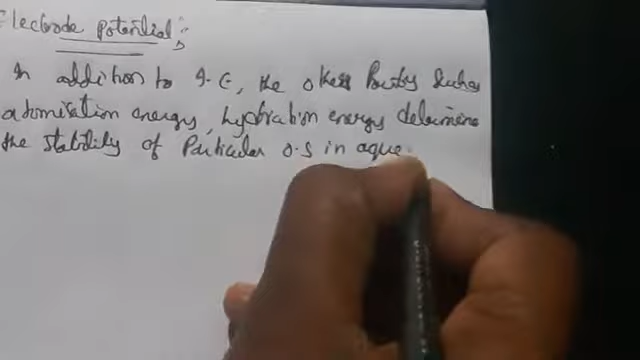 Electrode potential :-
In addition to I.E, the other factors such as
atomisation energy, hydration energy determine
the stability of Particular O.S in aque